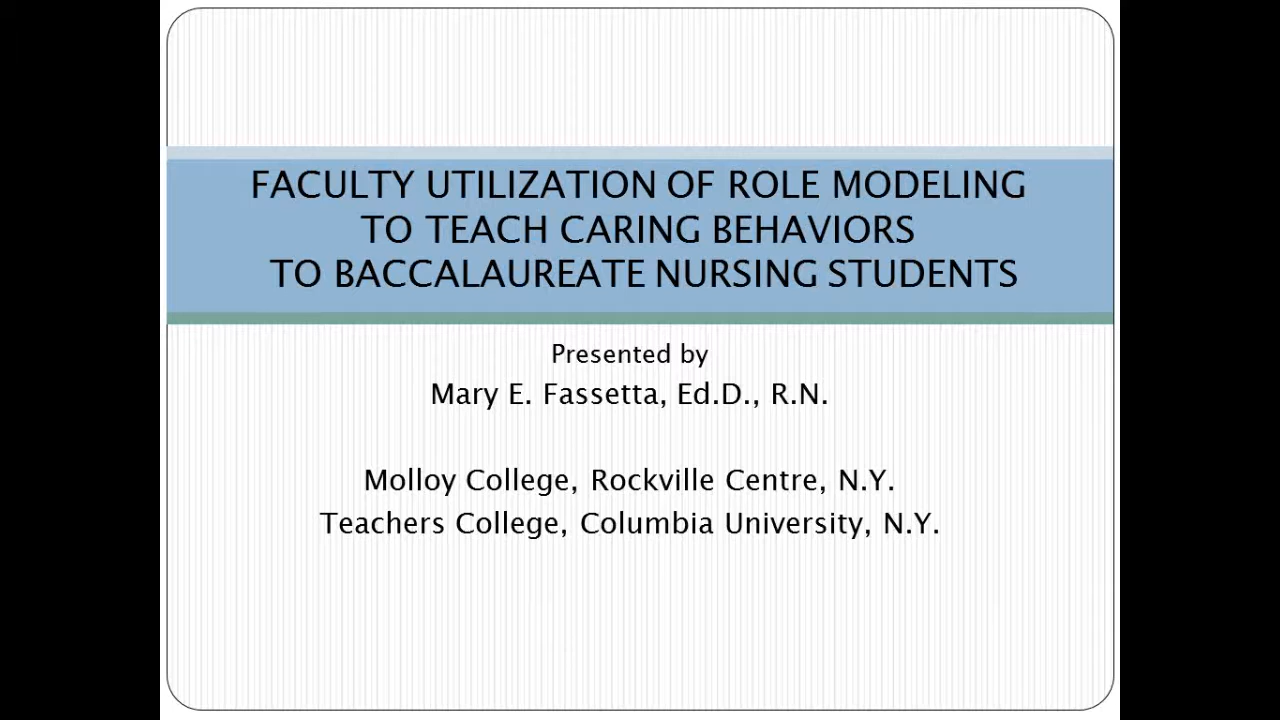 FACULTY UTILIZATION OF ROLE MODELING
TO TEACH CARING BEHAVIORS
TO BACCALAUREATE NURSING STUDENTS
Presented by
Mary E. Fassetta, Ed.D., R.N.
Molloy College, Rockville Centre, N.Y.
Teachers College, Columbia University, N.Y.